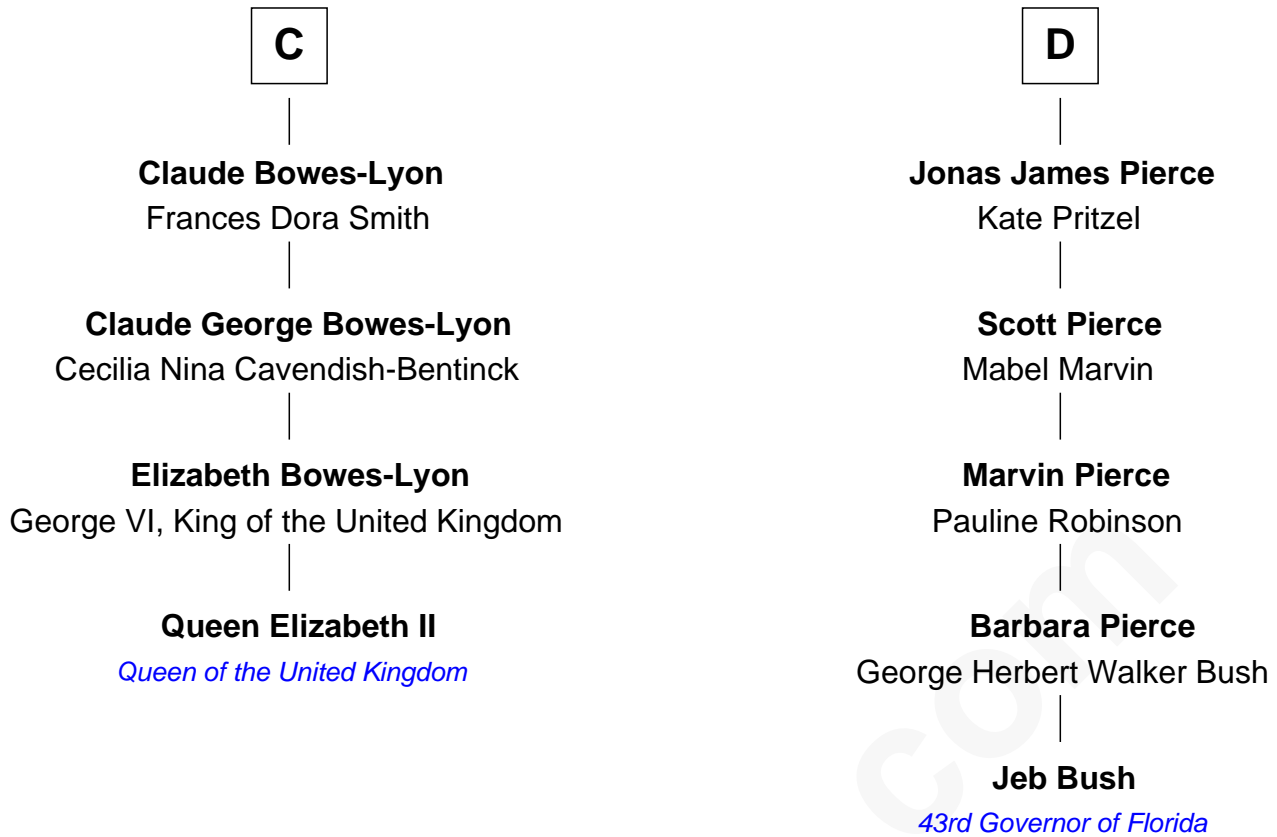 C
Claude Bowes-Lyon
Frances Dora Smith
Claude George Bowes-Lyon
Cecilia Nina Cavendish-Bentinck
Elizabeth Bowes-Lyon
George VI, King of the United Kingdom
Queen Elizabeth II
Queen of the United Kingdom
D
Jonas James Pierce
Kate Pritzel
Scott Pierce
Mabel Marvin
Marvin Pierce
Pauline Robinson
Barbara Pierce
George Herbert Walker Bush
Jeb Bush
43rd Governor of Florida
com